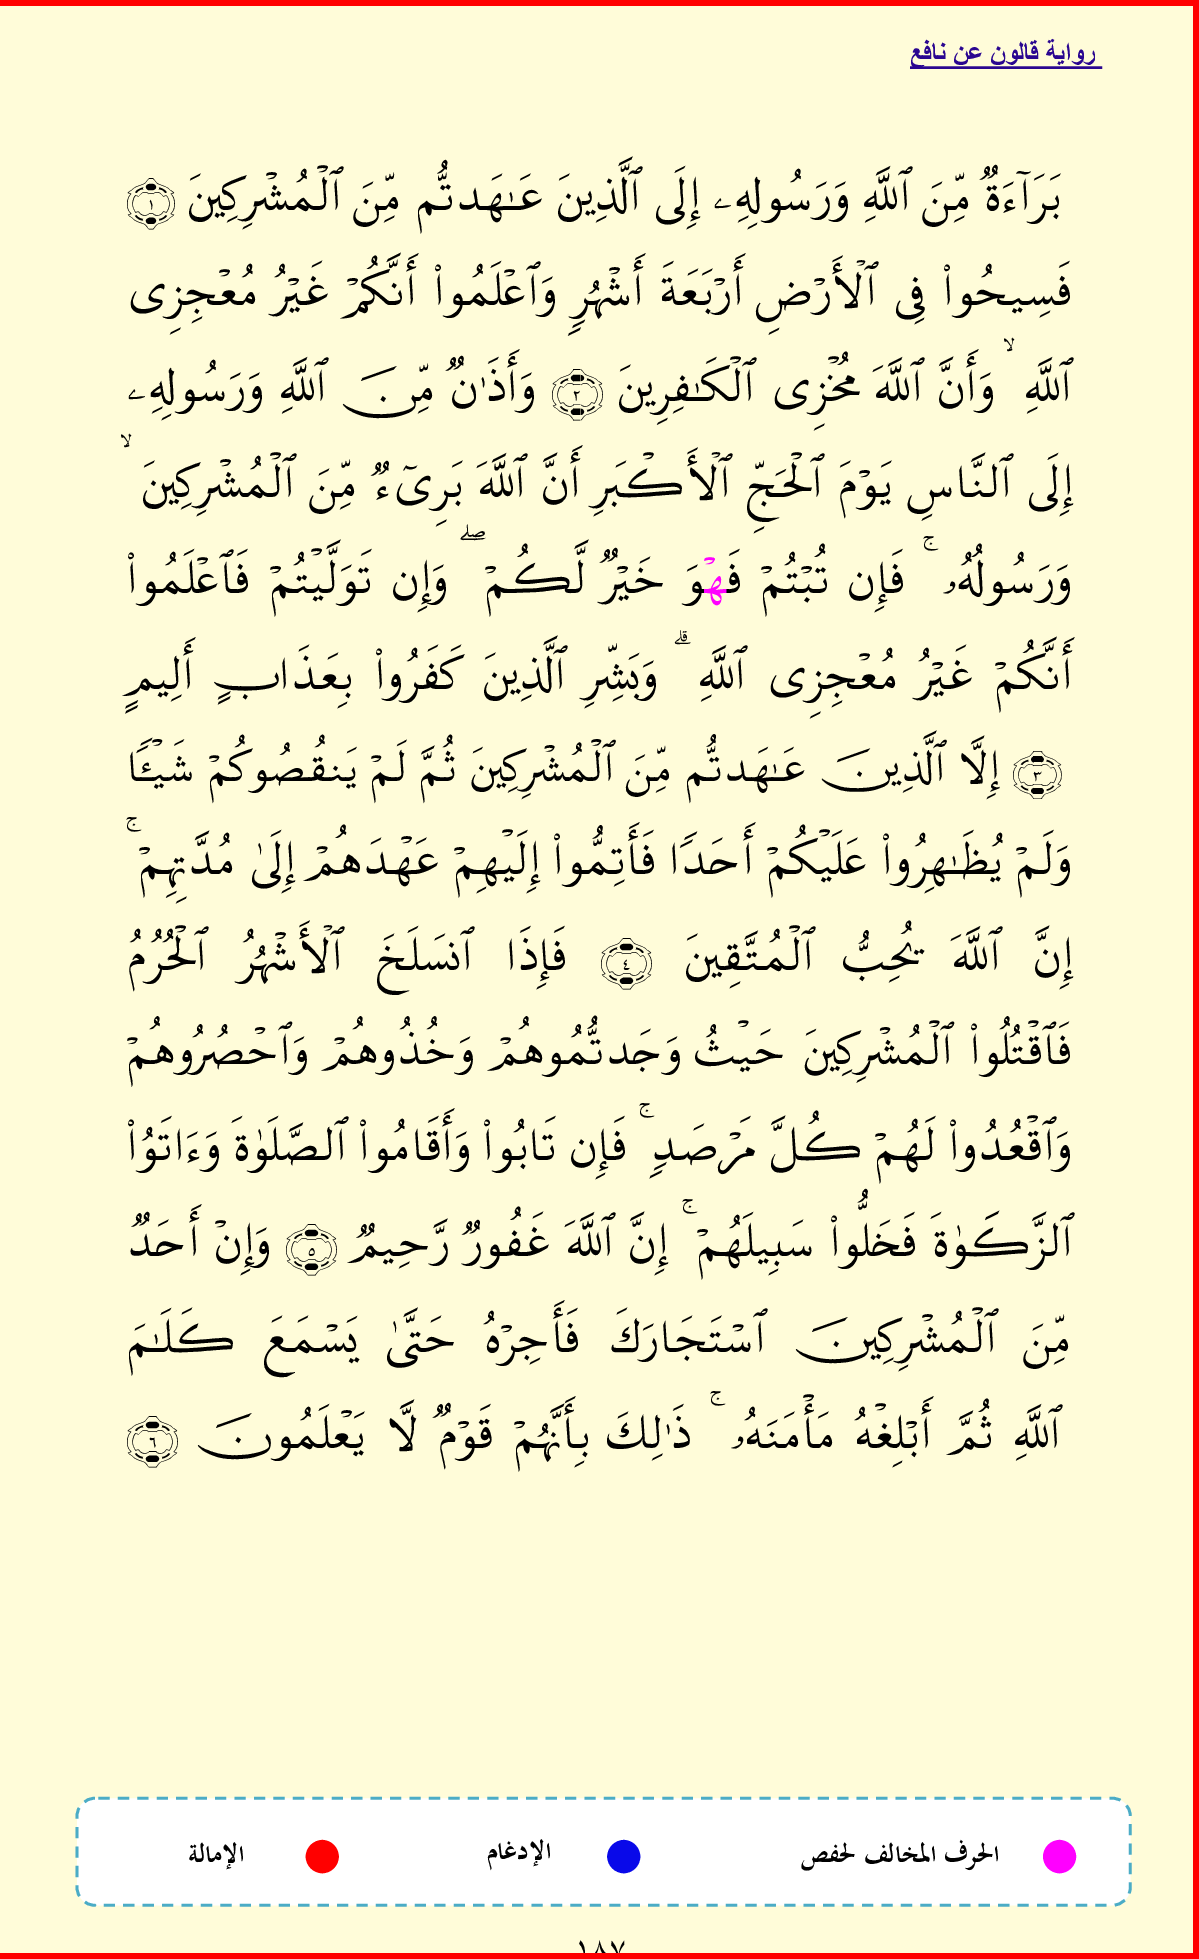 رواية قالون عن نافع
بَرَآءَةٌ مِّنَ ٱللَّهِ وَرَسُولِهِۦ إِلَى ٱلَّذِينَ عَٰهَدتُّم مِّنَ ٱلْمُشْرِكِينَ ١
فَسِيحُوا۟ فِى ٱلْأَرْضِ أَرْبَعَةَ أَشْهُرٍ وَٱعْلَمُوا۟ أَنَّكُمْ غَيْرُ مُعْجِزِى
ٱللَّهِ ۙ وَأَنَّ ٱللَّهَ مُخْزِى ٱلْكَٰفِرِينَ ٢ وَأَذَٰنٌ مِّنَ ٱللَّهِ وَرَسُولِهِۦ
إِلَى ٱلنَّاسِ يَوْمَ ٱلْحَجِّ ٱلْأَكْبَرِ أَنَّ ٱللَّهَ بَرِىٓءٌ مِّنَ ٱلْمُشْرِكِينَ ۙ
وَرَسُولُهُۥ ۚ فَإِن تُبْتُمْ فَهْوَ خَيْرٌ لَّكُمْ ۖ وَإِن تَوَلَّيْتُمْ فَٱعْلَمُوا۟
أَنَّكُمْ غَيْرُ مُعْجِزِى ٱللَّهِ ۗ وَبَشِّرِ ٱلَّذِينَ كَفَرُوا۟ بِعَذَابٍ أَلِيمٍ
٣ إِلَّا ٱلَّذِينَ عَٰهَدتُّم مِّنَ ٱلْمُشْرِكِينَ ثُمَّ لَمْ يَنقُصُوكُمْ شَيْـًٔا
وَلَمْ يُظَٰهِرُوا۟ عَلَيْكُمْ أَحَدًا فَأَتِمُّوا۟ إِلَيْهِمْ عَهْدَهُمْ إِلَىٰ مُدَّتِهِمْ ۚ
إِنَّ ٱللَّهَ يُحِبُّ ٱلْمُتَّقِينَ ٤ فَإِذَا ٱنسَلَخَ ٱلْأَشْهُرُ ٱلْحُرُمُ
فَٱقْتُلُوا۟ ٱلْمُشْرِكِينَ حَيْثُ وَجَدتُّمُوهُمْ وَخُذُوهُمْ وَٱحْصُرُوهُمْ
وَٱقْعُدُوا۟ لَهُمْ كُلَّ مَرْصَدٍ ۚ فَإِن تَابُوا۟ وَأَقَامُوا۟ ٱلصَّلَوٰةَ وَءَاتَوُا۟
ٱلزَّكَوٰةَ فَخَلُّوا۟ سَبِيلَهُمْ ۚ إِنَّ ٱللَّهَ غَفُورٌ رَّحِيمٌ ٥ وَإِنْ أَحَدٌ
مِّنَ ٱلْمُشْرِكِينَ ٱسْتَجَارَكَ فَأَجِرْهُ حَتَّىٰ يَسْمَعَ كَلَٰمَ
ٱللَّهِ ثُمَّ أَبْلِغْهُ مَأْمَنَهُۥ ۚ ذَٰلِكَ بِأَنَّهُمْ قَوْمٌ لَّا يَعْلَمُونَ ٦
الحرف المخالف لحفص الإدغام الإمالة
١٨٧